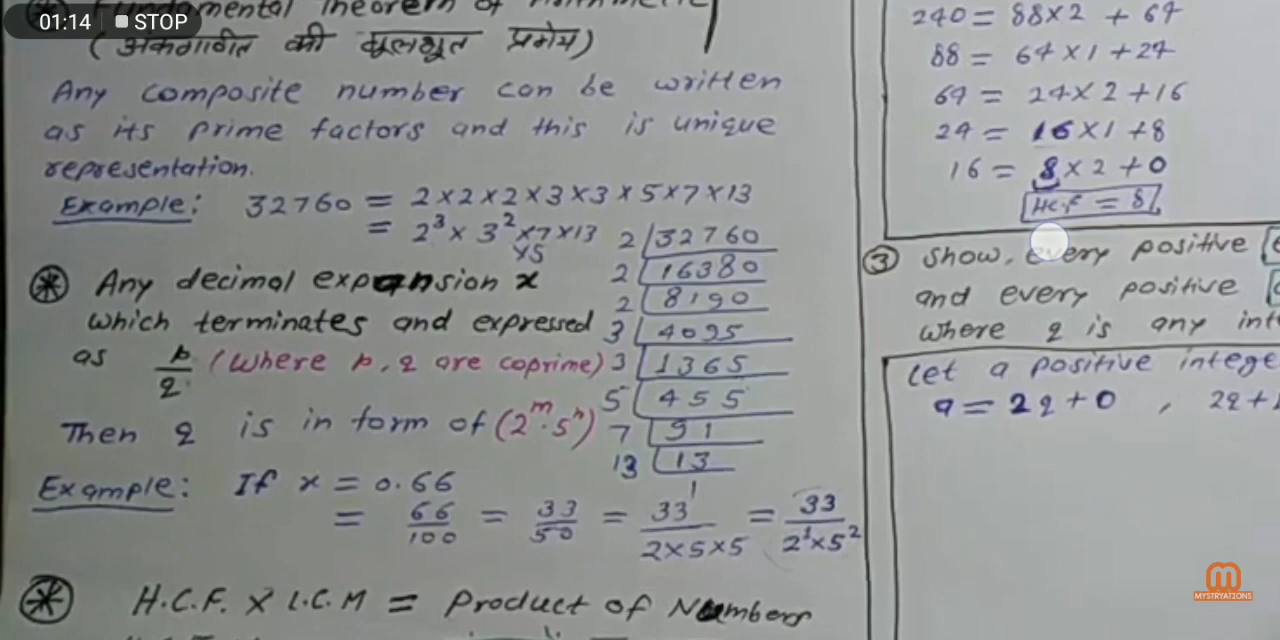 01:14 STOP
Fundamental Theorem of
(अंकगणित की मूलभूत प्रमेय)
Any composite number can be written
as its prime factors and this is unique
representation.
Example: 32760 = 2×2×2×3×3×5×7×13
= 2³ × 3² ×7×13
×5
2 | 32760
2 | 16380
2 | 8190
3 | 4095
3 | 1365
5 | 455
7 | 91
13 | 13
1
* Any decimal expansion x
which terminates and expressed
as p/q (where p, q are coprime)
Then q is in form of (2^m·5^n)
Example: If x = 0.66
= 66/100 = 33/50 = 33/2×5×5 = 33/2¹×5²
* H.C.F. × L.C.M = Product of Numbers
240 = 88×2 + 64
88 = 64×1+24
64 = 24×2+16
24 = 16×1+8
16 = 8×2+0
H.C.F = 8
3 Show, every positive
and every positive
where q is any
Let a positive
a = 2q+0 , 2q+
m
MYSTRYATIONS